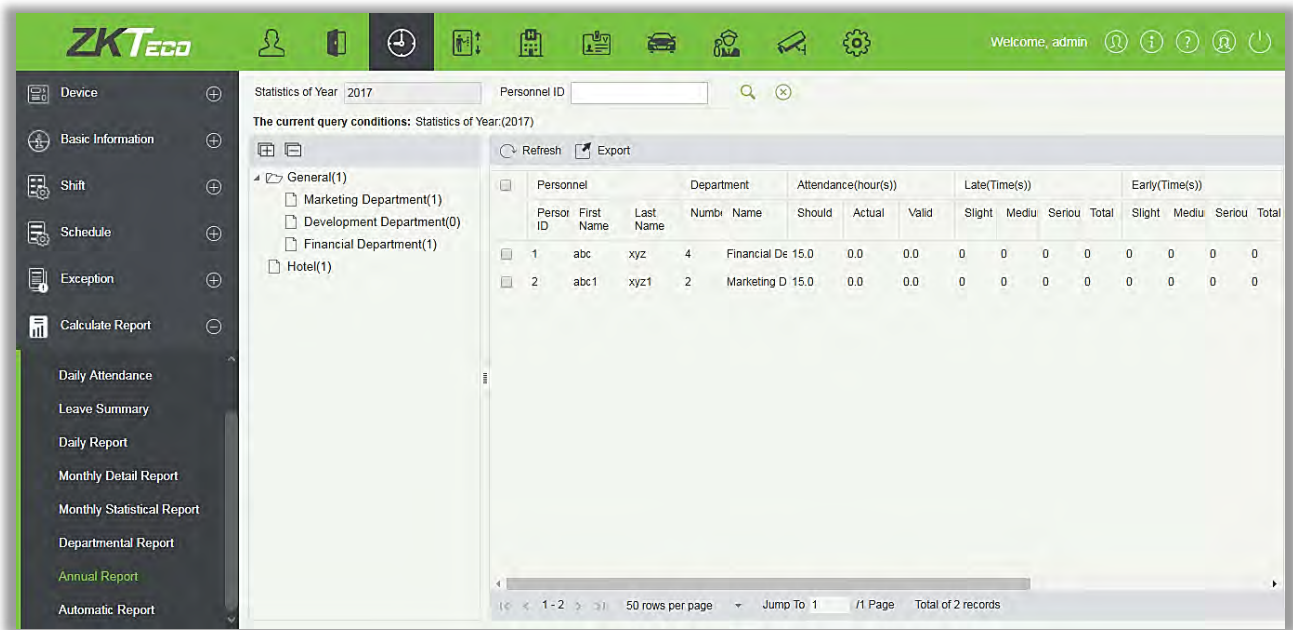 ZKTeco
Welcome, admin
Device
Basic Information
Shift
Schedule
Exception
Calculate Report
Daily Attendance
Leave Summary
Daily Report
Monthly Detail Report
Monthly Statistical Report
Departmental Report
Annual Report
Automatic Report
Statistics of Year 2017 Personnel ID
The current query conditions: Statistics of Year:(2017)
General(1)
Marketing Department(1)
Development Department(0)
Financial Department(1)
Hotel(1)
Refresh Export
Personnel Department Attendance(hour(s)) Late(Time(s)) Early(Time(s))
Person ID First Name Last Name Numbe Name Should Actual Valid Slight Mediu Seriou Total Slight Mediu Seriou Total
1 abc xyz 4 Financial De 15.0 0.0 0.0 0 0 0 0 0 0 0 0
2 abc1 xyz1 2 Marketing D 15.0 0.0 0.0 0 0 0 0 0 0 0 0
1-2 50 rows per page Jump To 1 /1 Page Total of 2 records